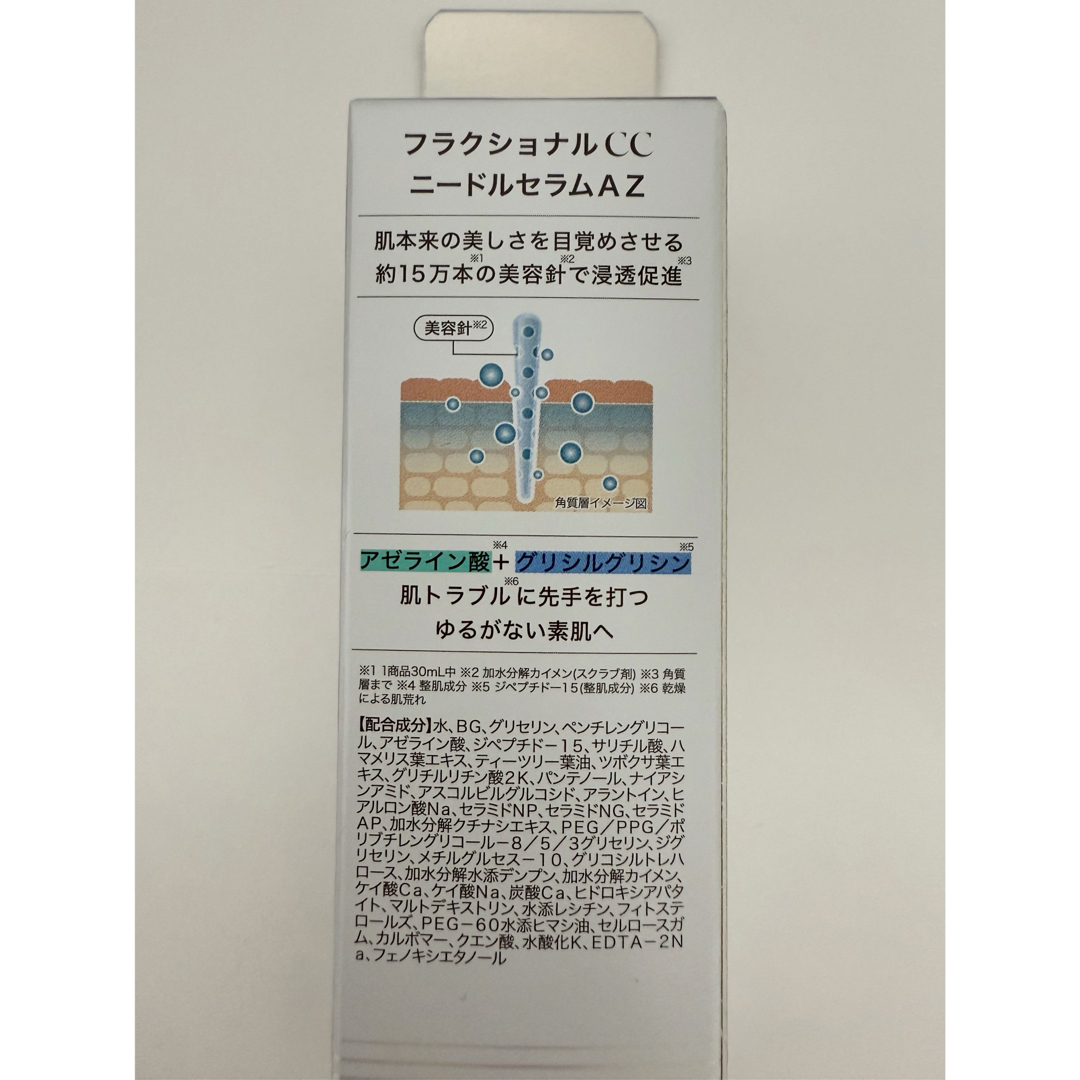 フラクショナルCC
ニードルセラムAZ
肌本来の美しさを目覚めさせる
約15万本※1の美容針※2で浸透促進※3
美容針※2
角質層イメージ図
アゼライン酸※4+グリシルグリシン※5
肌トラブル※6に先手を打つ
ゆるがない素肌へ
※1 1商品30mL中 ※2 加水分解カイメン(スクラブ剤) ※3 角質
層まで ※4 整肌成分 ※5 ジペプチド−15(整肌成分) ※6 乾燥
による肌荒れ
【配合成分】水、BG、グリセリン、ペンチレングリコー
ル、アゼライン酸、ジペプチド−15、サリチル酸、ハ
マメリス葉エキス、ティーツリー葉油、ツボクサ葉エ
キス、グリチルリチン酸2K、パンテノール、ナイアシ
ンアミド、アスコルビルグルコシド、アラントイン、ヒ
アルロン酸Na、セラミドNP、セラミドNG、セラミド
AP、加水分解クチナシエキス、PEG/PPG/ポ
リブチレングリコール−8/5/3グリセリン、ジグ
リセリン、メチルグルセス−10、グリコシルトレハ
ロース、加水分解水添デンプン、加水分解カイメン、
ケイ酸Ca、ケイ酸Na、炭酸Ca、ヒドロキシアパタ
イト、マルトデキストリン、水添レシチン、フィトステ
ロールズ、PEG−60水添ヒマシ油、セルロースガ
ム、カルボマー、クエン酸、水酸化K、EDTA−2N
a、フェノキシエタノール